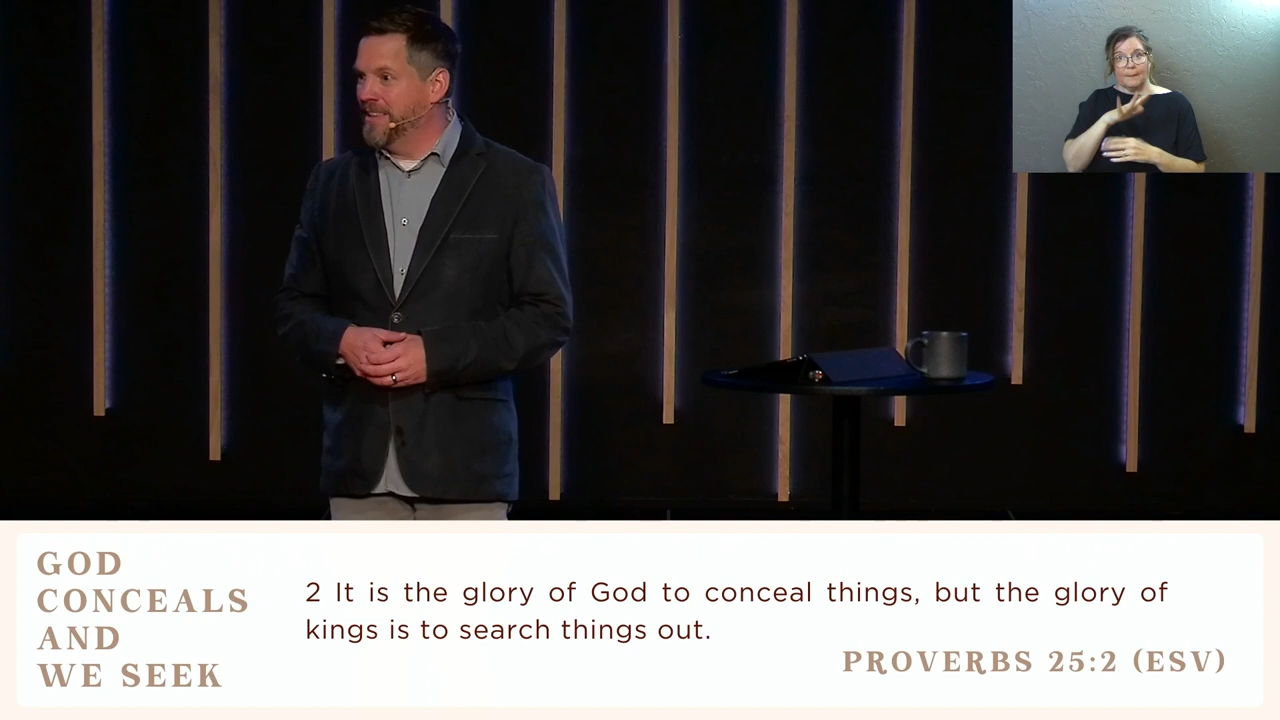 GOD
CONCEALS
AND
WE SEEK
2 It is the glory of God to conceal things, but the glory of
kings is to search things out.
PROVERBS 25:2 (ESV)